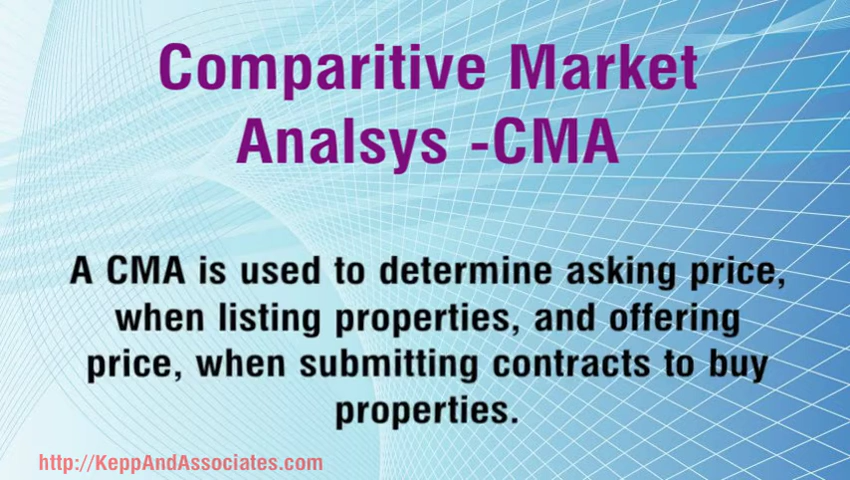 Comparitive Market
Analsys -CMA
A CMA is used to determine asking price,
when listing properties, and offering
price, when submitting contracts to buy
properties.
http://KeppAndAssociates.com